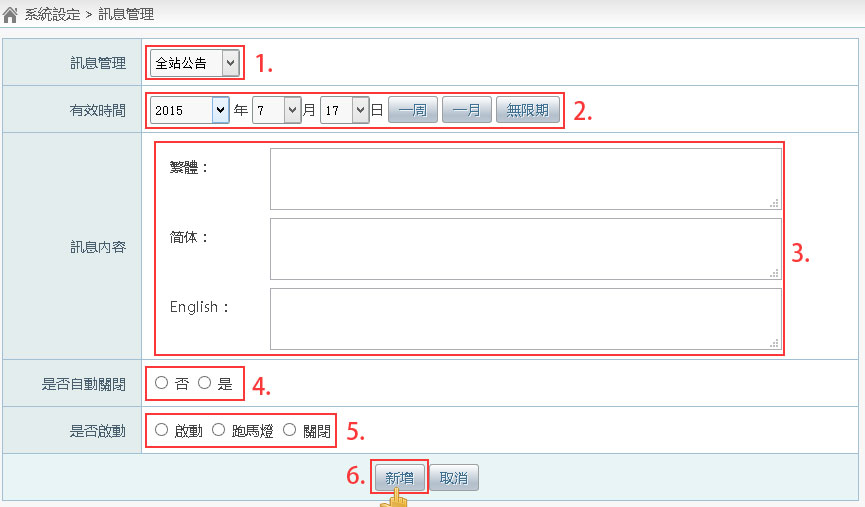 系統設定 > 訊息管理
訊息管理 全站公告 1.
有效時間 2015 年 7 月 17 日 一周 一月 無限期 2.
繁體：
訊息內容 简体： 3.
English：
是否自動關閉 否 是 4.
是否啟動 啟動 跑馬燈 關閉 5.
6. 新增 取消